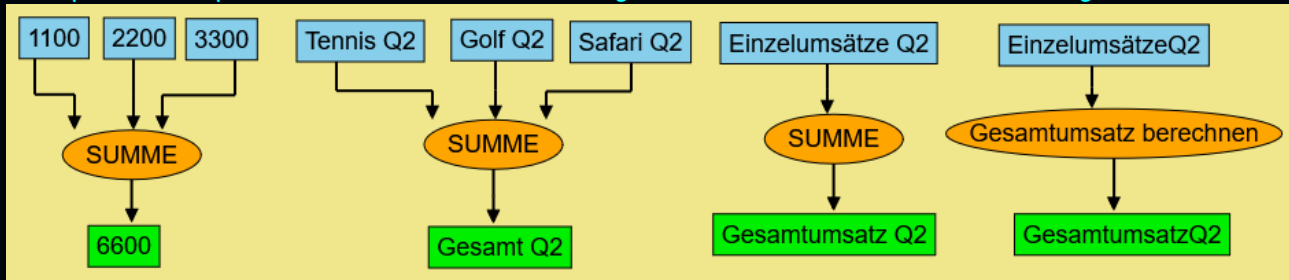 1100
2200
3300
SUMME
6600
Tennis Q2
Golf Q2
Safari Q2
SUMME
Gesamt Q2
Einzelumsätze Q2
SUMME
Gesamtumsatz Q2
EinzelumsätzeQ2
Gesamtumsatz berechnen
GesamtumsatzQ2